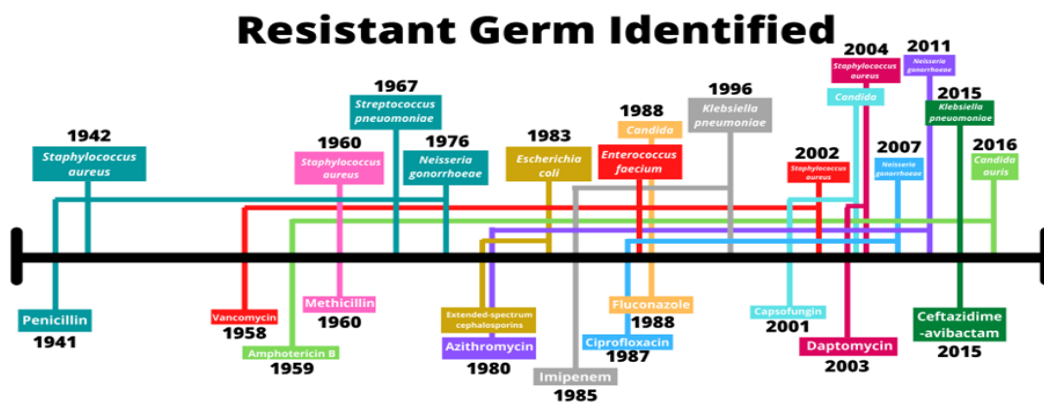 Resistant Germ Identified
1942
Staphylococcus
aureus
1960
Staphylococcus
aureus
1967
Streptococcus
pneuomoniae
1976
Neisseria
gonorrhoeae
1983
Escherichia
coli
1988
Candida
Enterococcus
faecium
1996
Klebsiella
pneumoniae
2002
Staphylococcus
aureus
2004
Staphylococcus
aureus
Candida
2007
Neisseria
gonorrhoeae
2011
Neisseria
gonorrhoeae
2015
Klebsiella
pneuomoniae
2016
Candida
auris
Penicillin
1941
Vancomycin
1958
Amphotericin B
1959
Methicillin
1960
Extended-spectrum
cephalosporins
Azithromycin
1980
Imipenem
1985
Ciprofloxacin
1987
Fluconazole
1988
Capsofungin
2001
Daptomycin
2003
Ceftazidime
-avibactam
2015